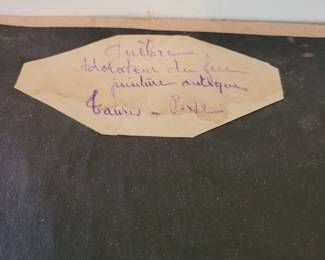 Guèbre
Adorateur du feu
peinture antique
Tauris - Perse